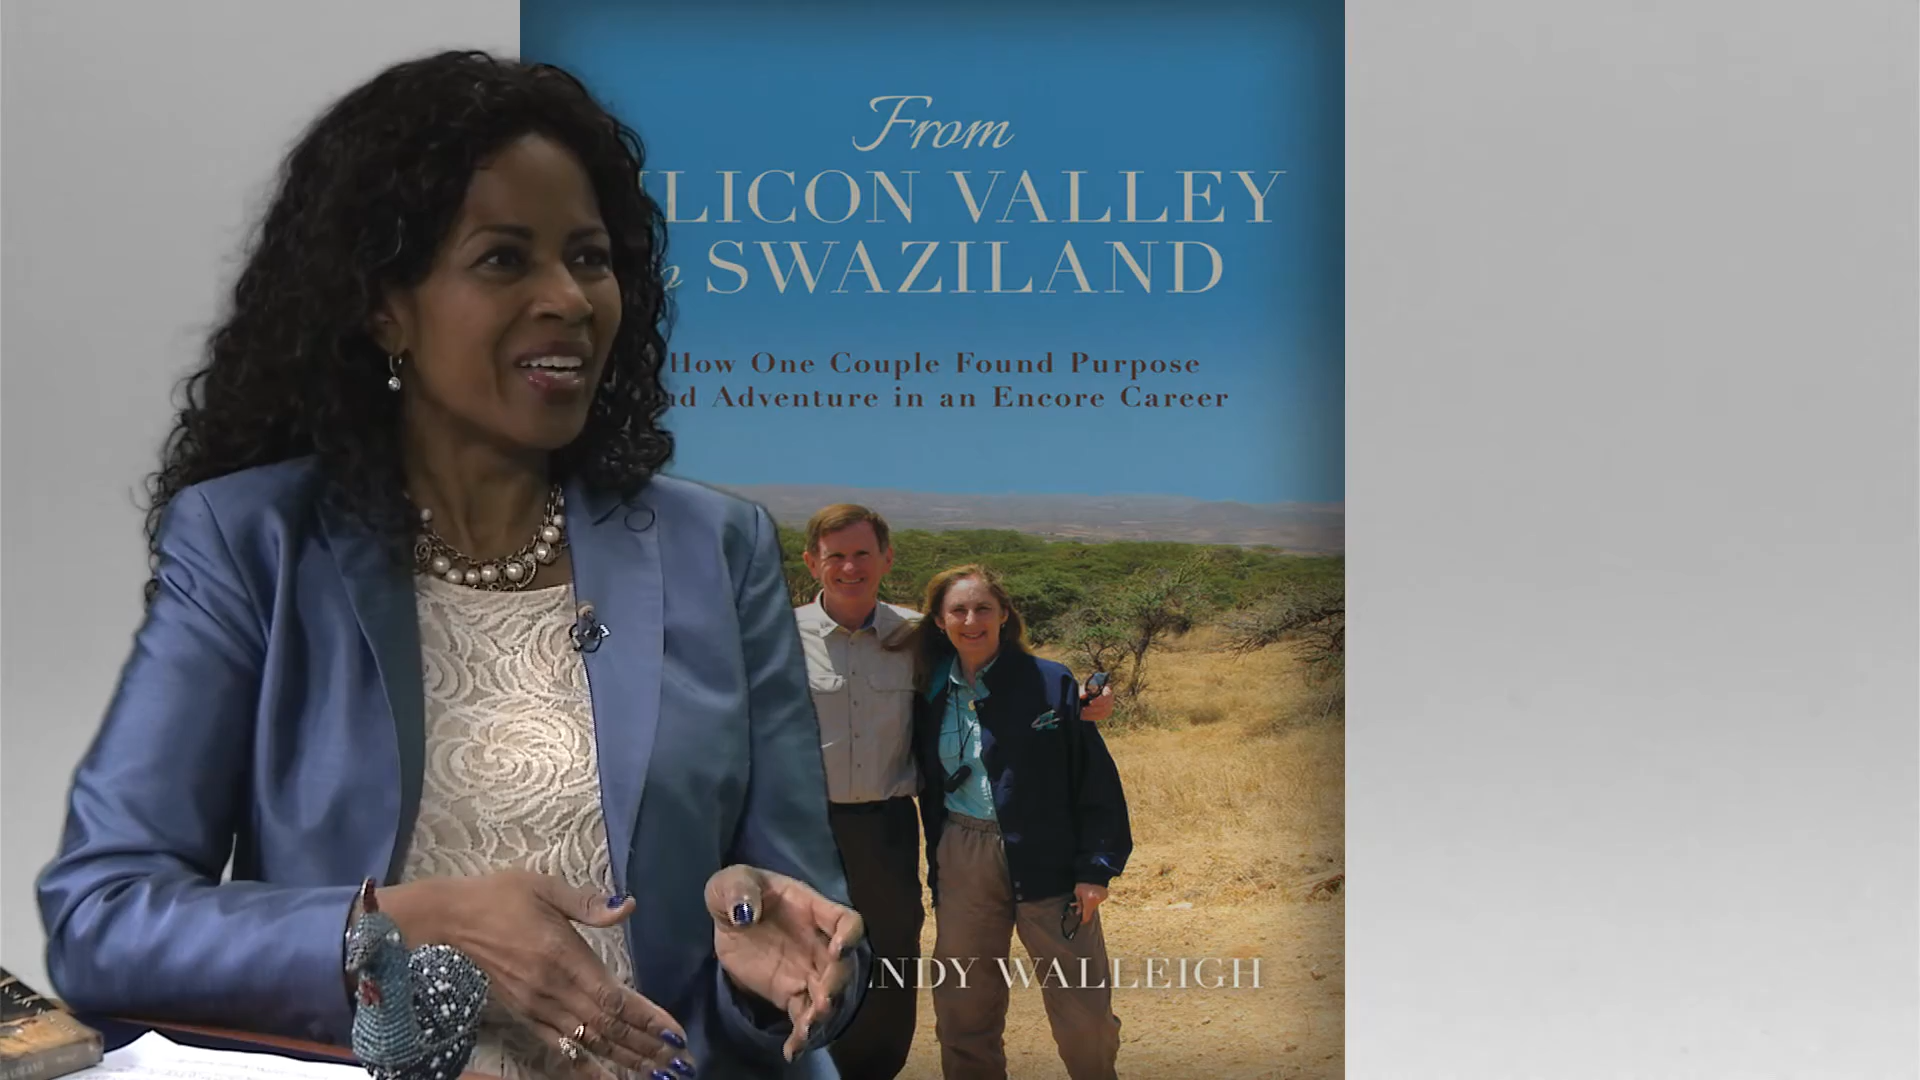 From
LICON VALLEY
SWAZILAND
How One Couple Found Purpose
nd Adventure in an Encore Career
NDY WALLEIGH